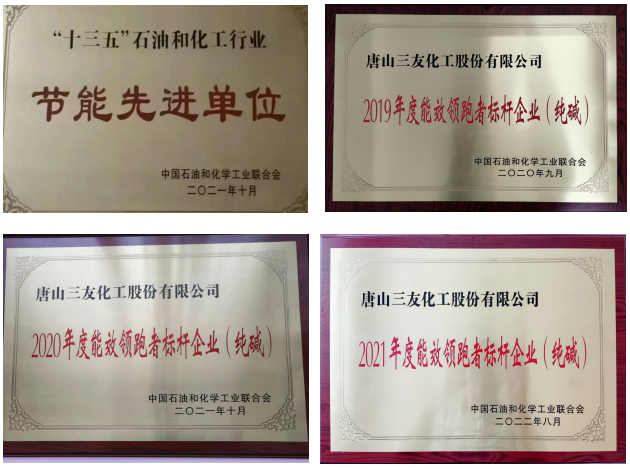 “十三五”石油和化工行业
节能先进单位
中国石油和化学工业联合会
二〇二一年十月
唐山三友化工股份有限公司
2019年度能效领跑者标杆企业（纯碱）
中国石油和化学工业联合会
二〇二〇年九月
唐山三友化工股份有限公司
2020年度能效领跑者标杆企业（纯碱）
中国石油和化学工业联合会
二〇二一年十月
唐山三友化工股份有限公司
2021年度能效领跑者标杆企业（纯碱）
中国石油和化学工业联合会
二〇二二年八月